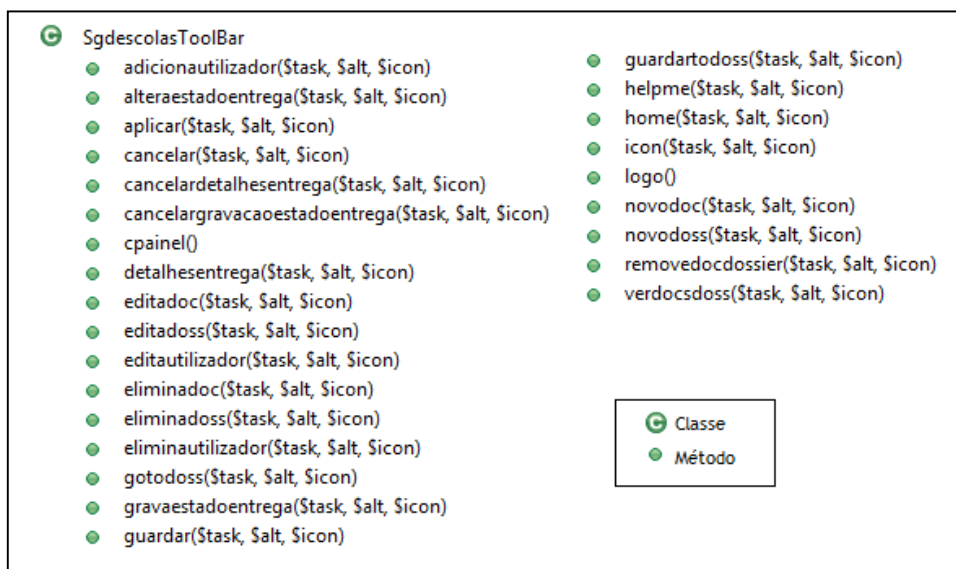 SgdescolasToolBar
adicionautilizador($task, $alt, $icon)
alteraestadoentrega($task, $alt, $icon)
aplicar($task, $alt, $icon)
cancelar($task, $alt, $icon)
cancelardetalhesentrega($task, $alt, $icon)
cancelargravacaoestadoentrega($task, $alt, $icon)
cpainel()
detalhesentrega($task, $alt, $icon)
editadoc($task, $alt, $icon)
editadoss($task, $alt, $icon)
editautilizador($task, $alt, $icon)
eliminadoc($task, $alt, $icon)
eliminadoss($task, $alt, $icon)
eliminautilizador($task, $alt, $icon)
gotodoss($task, $alt, $icon)
gravaestadoentrega($task, $alt, $icon)
guardar($task, $alt, $icon)
guardartodoss($task, $alt, $icon)
helpme($task, $alt, $icon)
home($task, $alt, $icon)
icon($task, $alt, $icon)
logo()
novodoc($task, $alt, $icon)
novodoss($task, $alt, $icon)
removedocdossier($task, $alt, $icon)
verdocsdoss($task, $alt, $icon)
C Classe
Método